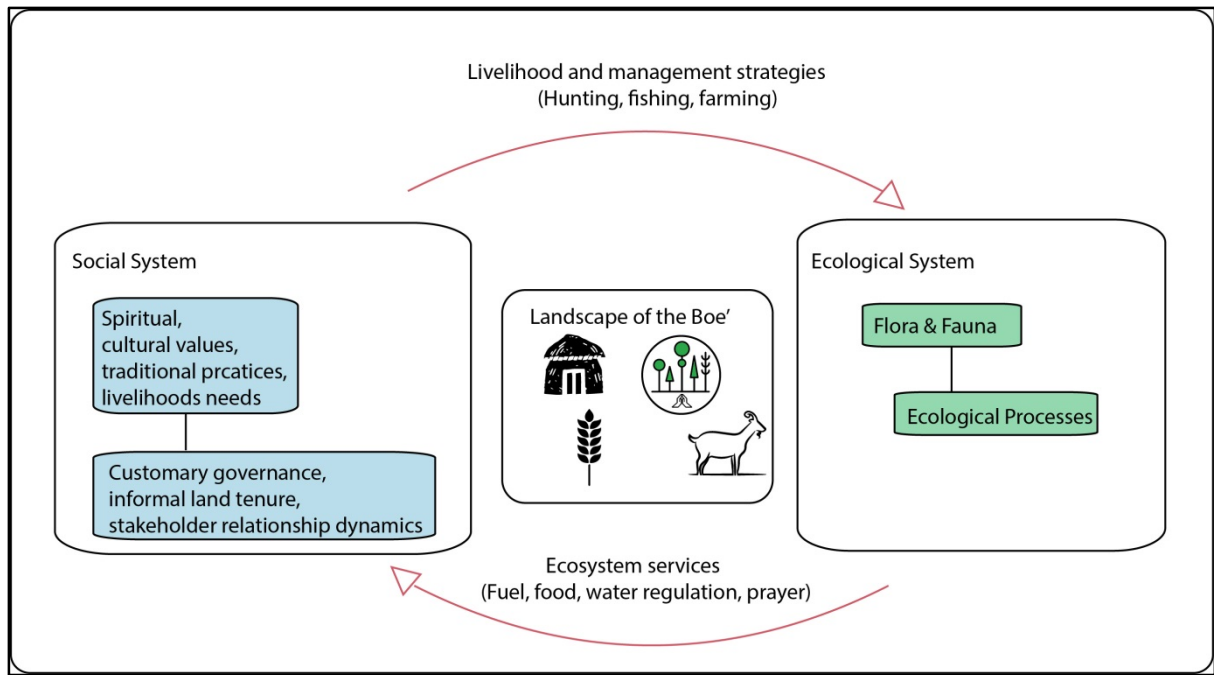 Livelihood and management strategies
(Hunting, fishing, farming)
Social System
Spiritual,
cultural values,
traditional prcatices,
livelihoods needs
Customary governance,
informal land tenure,
stakeholder relationship dynamics
Landscape of the Boe’
Ecological System
Flora & Fauna
Ecological Processes
Ecosystem services
(Fuel, food, water regulation, prayer)